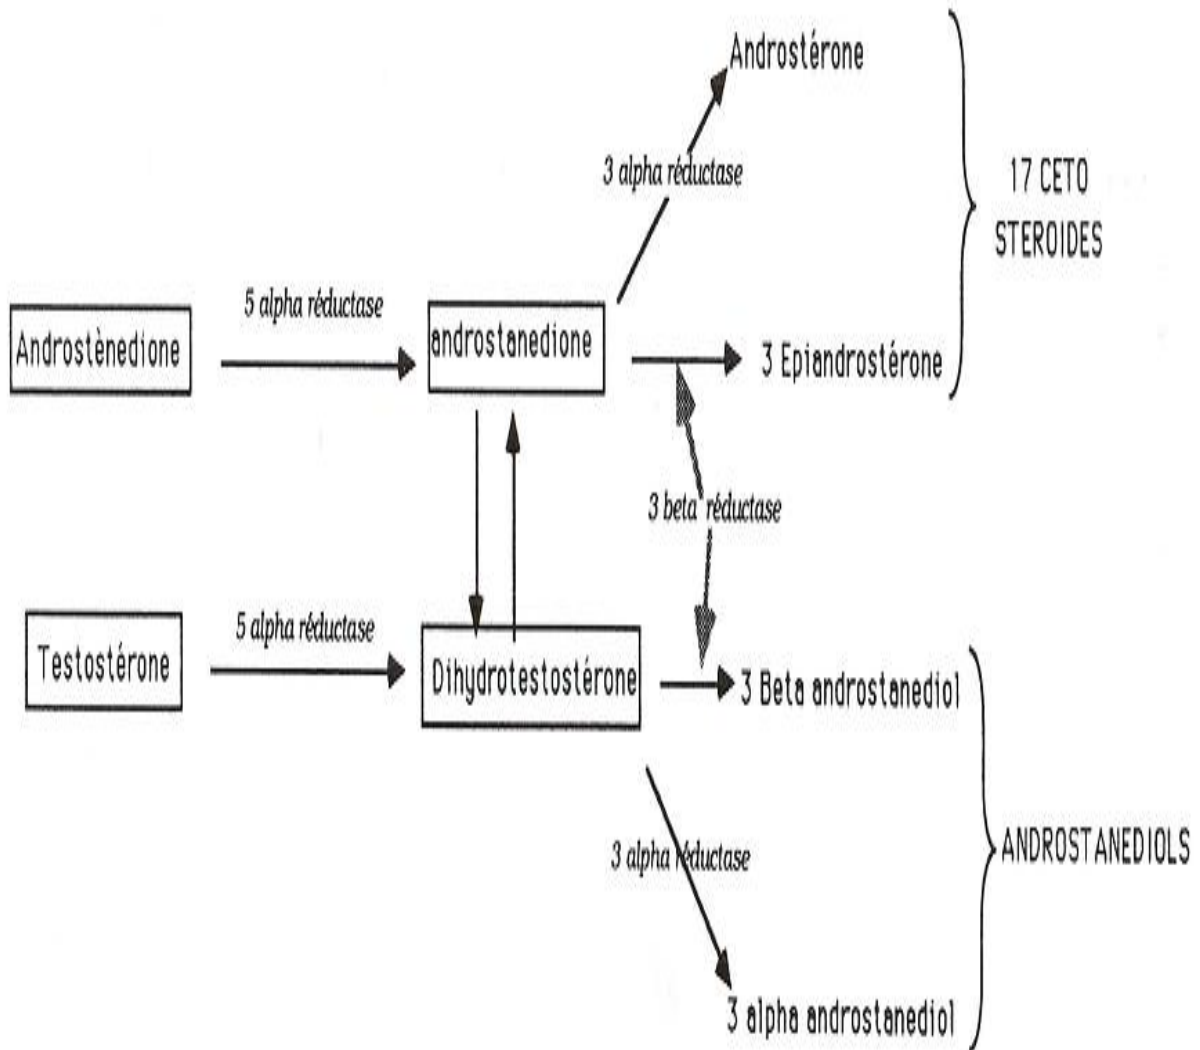 Androstérone
3 alpha réductase
17 CETO
STEROIDES
5 alpha réductase
Androstènedione
androstanedione
3 Epiandrostérone
3 beta réductase
5 alpha réductase
Testostérone
Dihydrotestostérone
3 Beta androstanediol
3 alpha réductase
ANDROSTANEDIOLS
3 alpha androstanediol